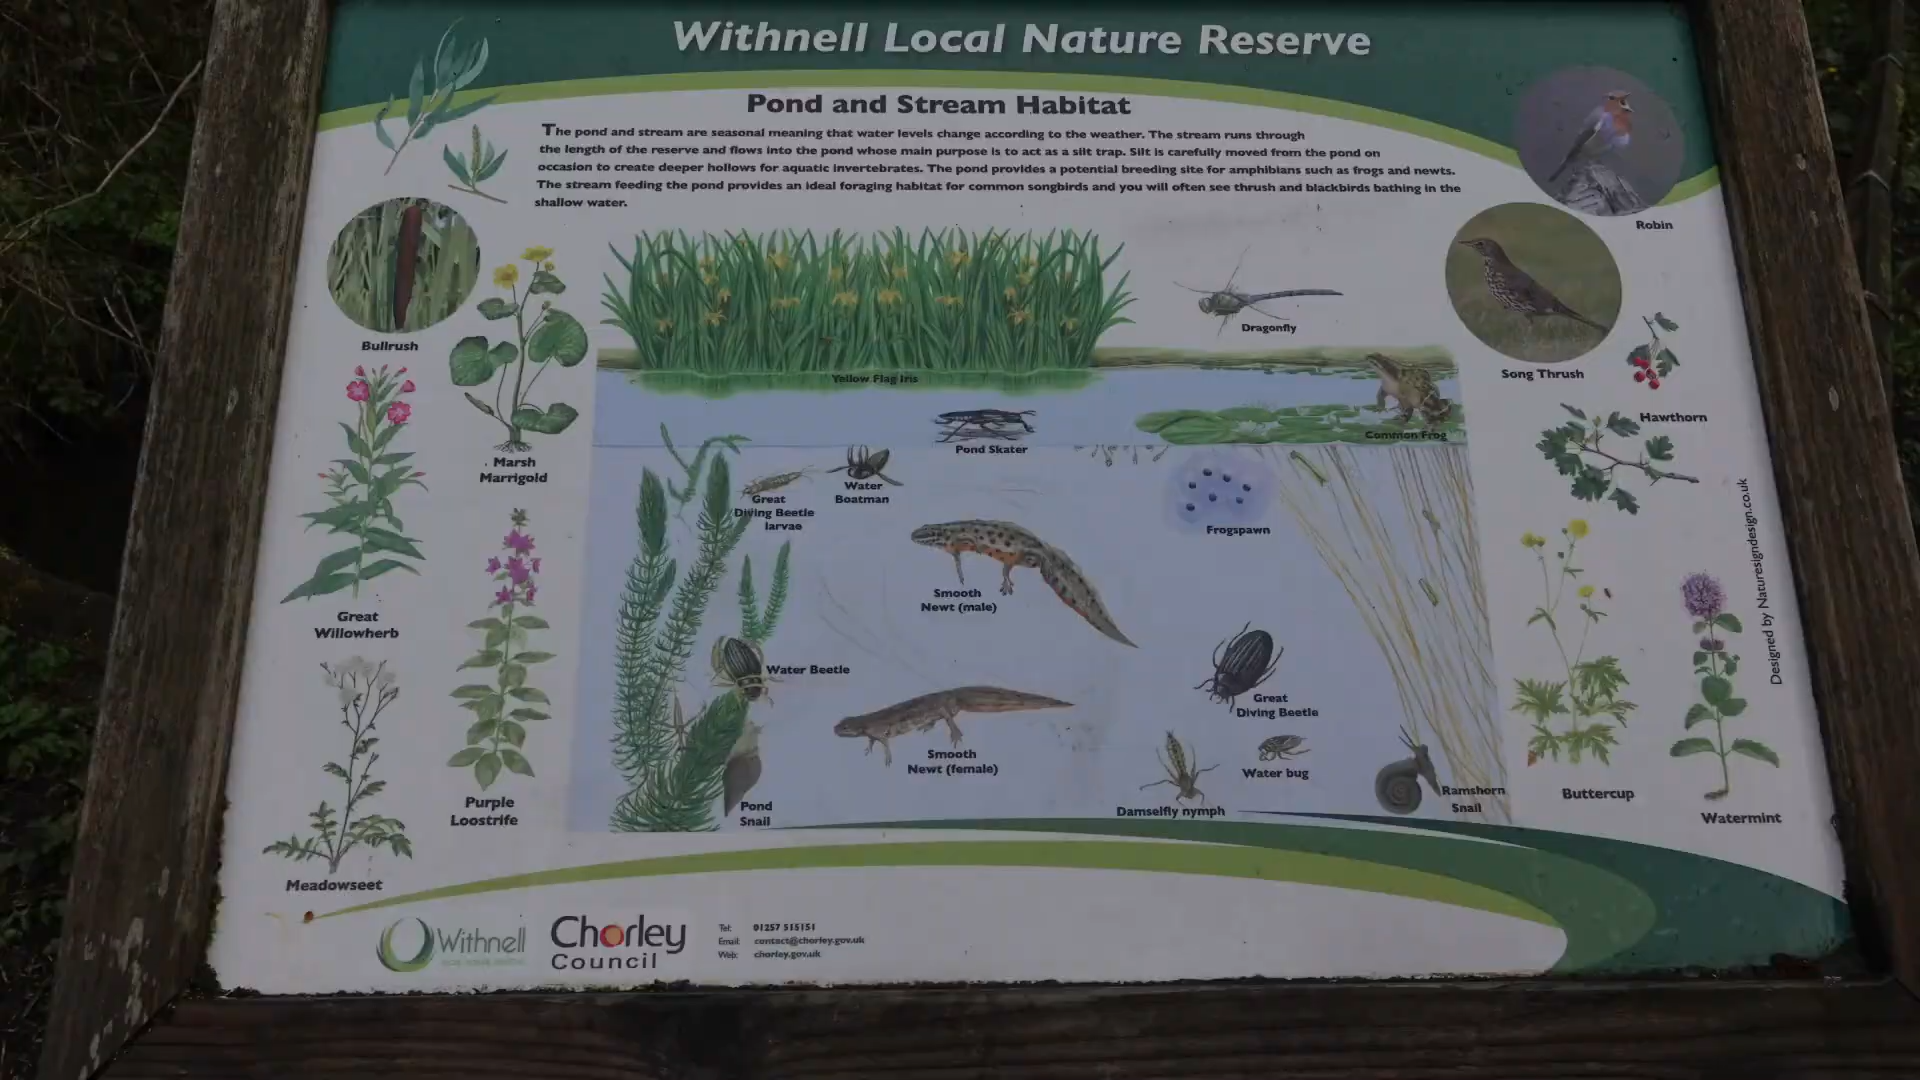 Withnell Local Nature Reserve
Pond and Stream Habitat
The pond and stream are seasonal meaning that water levels change according to the weather. The stream runs through
the length of the reserve and flows into the pond whose main purpose is to act as a silt trap. Silt is carefully moved from the pond on
occasion to create deeper hollows for aquatic invertebrates. The pond provides a potential breeding site for amphibians such as frogs and newts.
The stream feeding the pond provides an ideal foraging habitat for common songbirds and you will often see thrush and blackbirds bathing in the
shallow water.
Robin
Bullrush
Dragonfly
Song Thrush
Yellow Flag Iris
Hawthorn
Common Frog
Pond Skater
Marsh
Marrigold
Great
Diving Beetle
larvae
Water
Boatman
Frogspawn
Smooth
Newt (male)
Great
Willowherb
Water Beetle
Great
Diving Beetle
Designed by Naturesigndesign.co.uk
Smooth
Newt (female)
Water bug
Purple
Loostrife
Pond
Snail
Damselfly nymph
Ramshorn
Snail
Buttercup
Watermint
Meadowseet
Withnell
Chorley
Council
Tel: 01257 515151
Email: contact@chorley.gov.uk
Web: chorley.gov.uk